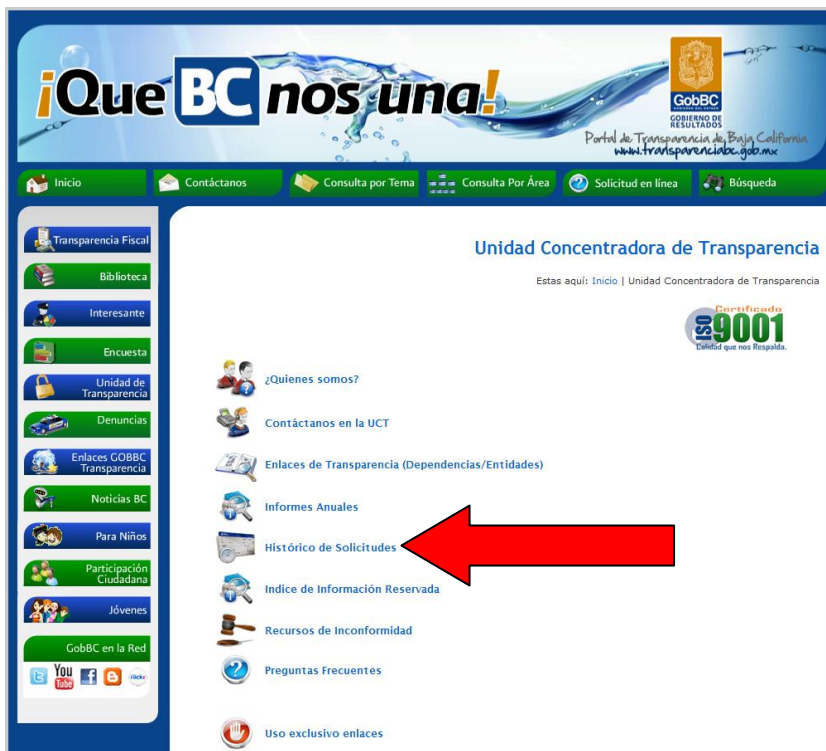 ¡Que BC nos una!
GobBC
GOBIERNO DEL ESTADO
GOBIERNO DE
RESULTADOS
Portal de Transparencia de Baja California
www.transparenciabc.gob.mx
Inicio
Contáctanos
Consulta por Tema
Consulta Por Área
Solicitud en línea
Búsqueda
Transparencia Fiscal
Biblioteca
Interesante
Encuesta
Unidad de
Transparencia
Denuncias
Enlaces GOBBC
Transparencia
Noticias BC
Para Niños
Participación
Ciudadana
Jóvenes
GobBC en la Red
You
Tube
Unidad Concentradora de Transparencia
Estas aquí: Inicio | Unidad Concentradora de Transparencia
Certificado
ISO 9001
Calidad que nos Respalda.
¿Quienes somos?
Contáctanos en la UCT
Enlaces de Transparencia (Dependencias/Entidades)
Informes Anuales
Histórico de Solicitudes
Indice de Información Reservada
Recursos de Inconformidad
Preguntas Frecuentes
Uso exclusivo enlaces